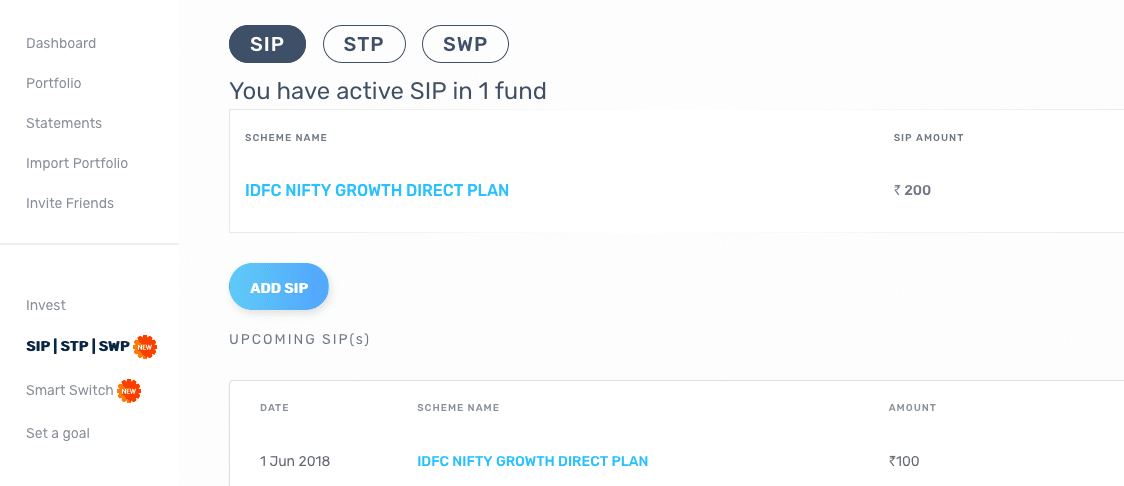 Dashboard
Portfolio
Statements
Import Portfolio
Invite Friends
Invest
SIP | STP | SWP NEW
Smart Switch NEW
Set a goal
SIP STP SWP
You have active SIP in 1 fund
SCHEME NAME SIP AMOUNT
IDFC NIFTY GROWTH DIRECT PLAN ₹ 200
ADD SIP
UPCOMING SIP(s)
DATE SCHEME NAME AMOUNT
1 Jun 2018 IDFC NIFTY GROWTH DIRECT PLAN ₹100